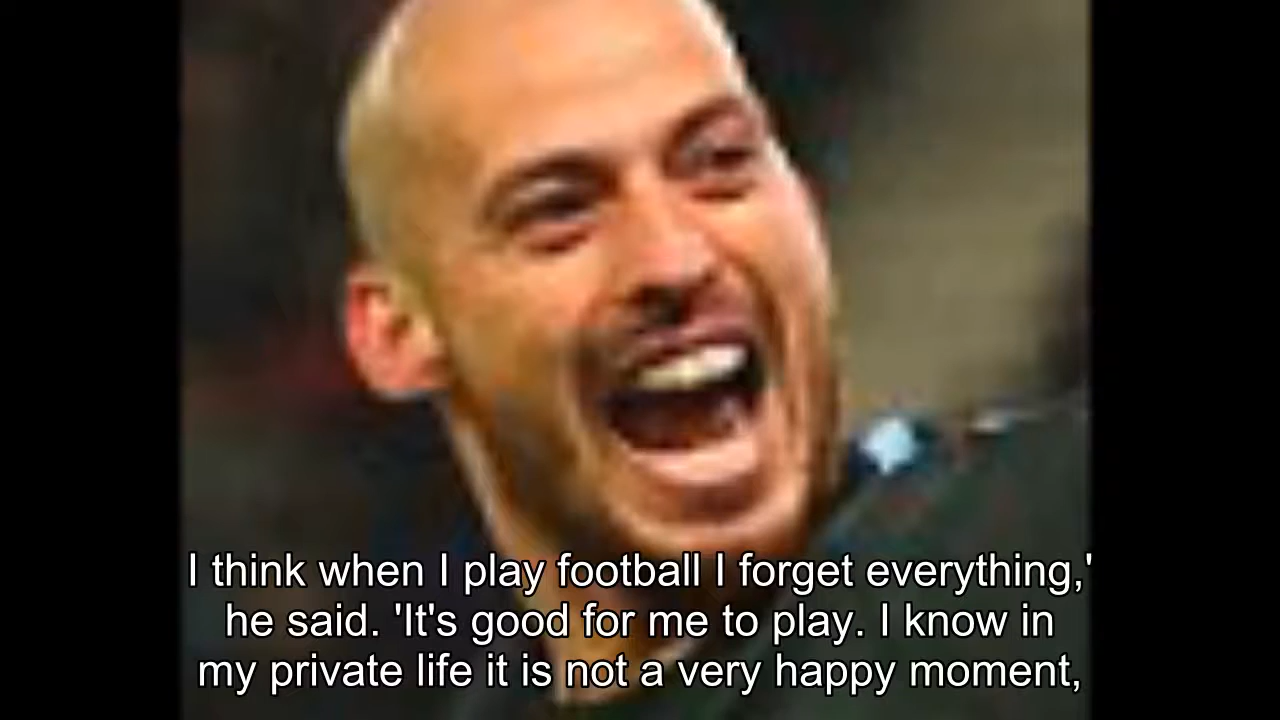 I think when I play football I forget everything,'
he said. 'It's good for me to play. I know in
my private life it is not a very happy moment,